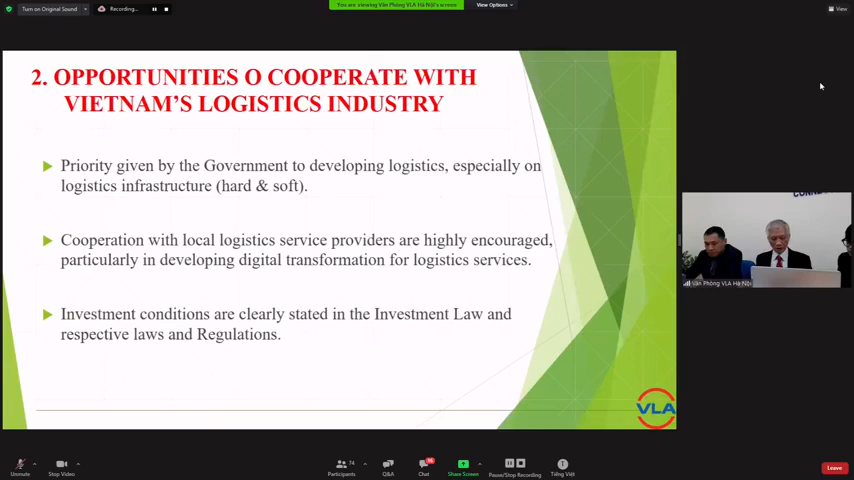 You are viewing Văn Phòng VLA Hà Nội's screen
View Options
Turn on Original Sound
Recording...
View
2. OPPORTUNITIES O COOPERATE WITH
VIETNAM'S LOGISTICS INDUSTRY
Priority given by the Government to developing logistics, especially on
logistics infrastructure (hard & soft).
Cooperation with local logistics service providers are highly encouraged,
particularly in developing digital transformation for logistics services.
Investment conditions are clearly stated in the Investment Law and
respective laws and Regulations.
VLA
Văn Phòng VLA Hà Nội
Unmute
Stop Video
Participants
74
Q&A
Chat
Share Screen
Pause/Stop Recording
Tiếng Việt
Leave